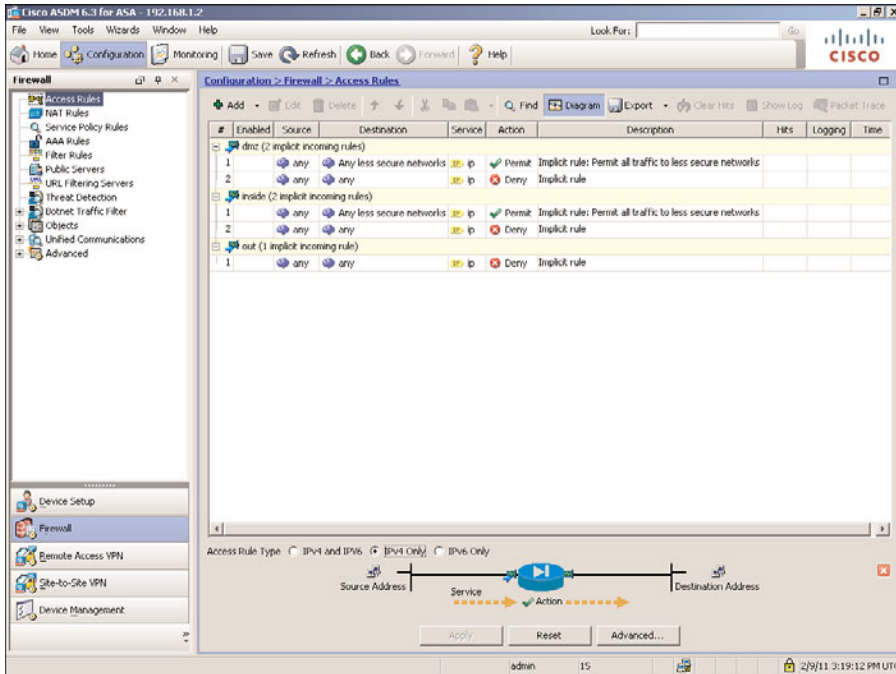 Cisco ASDM 6.3 for ASA - 192.168.1.2
File View Tools Wizards Window Help Look For: Go
Home Configuration Monitoring Save Refresh Back Forward Help
CISCO
Firewall
Access Rules
NAT Rules
Service Policy Rules
AAA Rules
Filter Rules
Public Servers
URL Filtering Servers
Threat Detection
Botnet Traffic Filter
Objects
Unified Communications
Advanced
Device Setup
Firewall
Remote Access VPN
Site-to-Site VPN
Device Management
Configuration > Firewall > Access Rules
Add Edit Delete Find Diagram Export Clear Hits Show Log Packet Trace
# Enabled Source Destination Service Action Description Hits Logging Time
dmz (2 implicit incoming rules)
1 any Any less secure networks ip Permit Implicit rule: Permit all traffic to less secure networks
2 any any ip Deny Implicit rule
inside (2 implicit incoming rules)
1 any Any less secure networks ip Permit Implicit rule: Permit all traffic to less secure networks
2 any any ip Deny Implicit rule
out (1 implicit incoming rule)
1 any any ip Deny Implicit rule
Access Rule Type IPv4 and IPv6 IPv4 Only IPv6 Only
Source Address Destination Address
Service
Action
Apply Reset Advanced...
admin 15 2/9/11 3:19:12 PM UTC